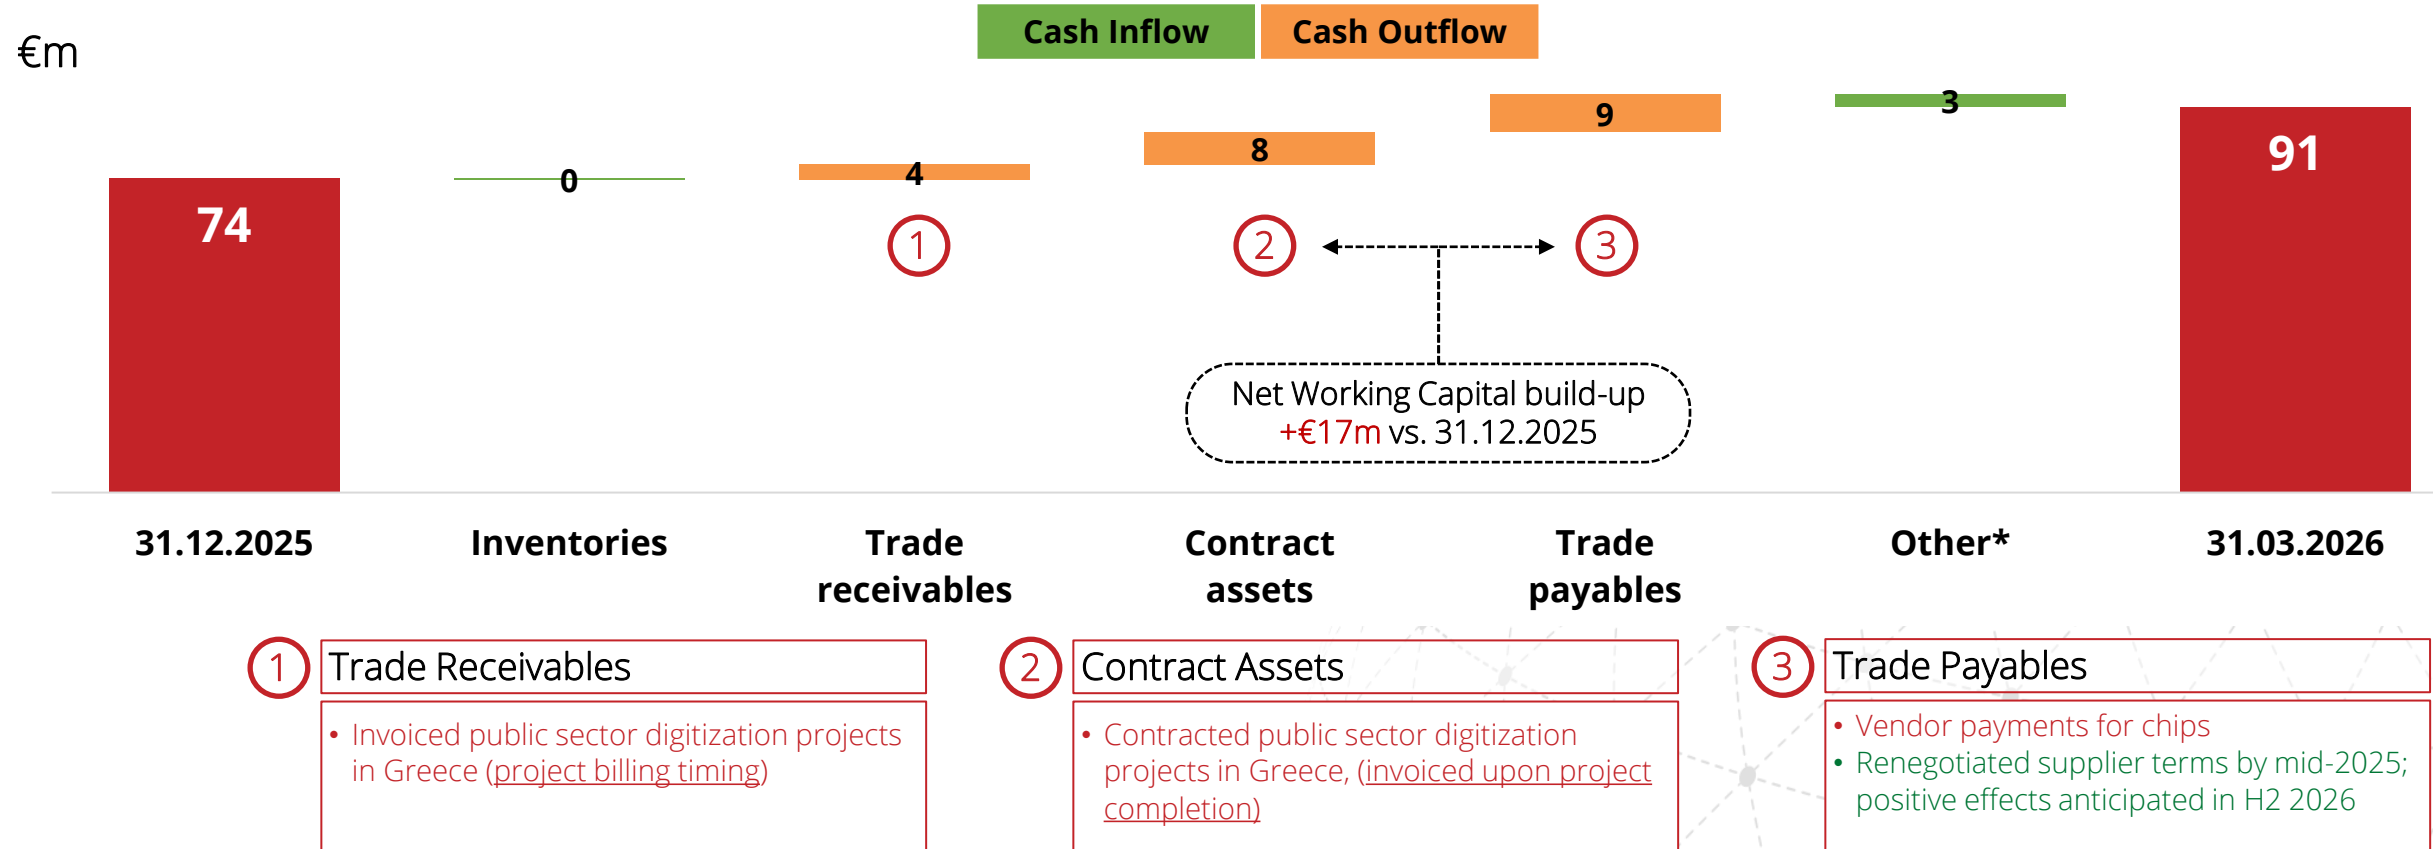 €m
Cash Inflow
Cash Outflow
74
0
4
8
9
3
91
1
2
3
Net Working Capital build-up
+€17m vs. 31.12.2025
31.12.2025
Inventories
Trade
receivables
Contract
assets
Trade
payables
Other*
31.03.2026
1
Trade Receivables
• Invoiced public sector digitization projects
in Greece (project billing timing)
2
Contract Assets
• Contracted public sector digitization
projects in Greece, (invoiced upon project
completion)
3
Trade Payables
• Vendor payments for chips
• Renegotiated supplier terms by mid-2025;
positive effects anticipated in H2 2026